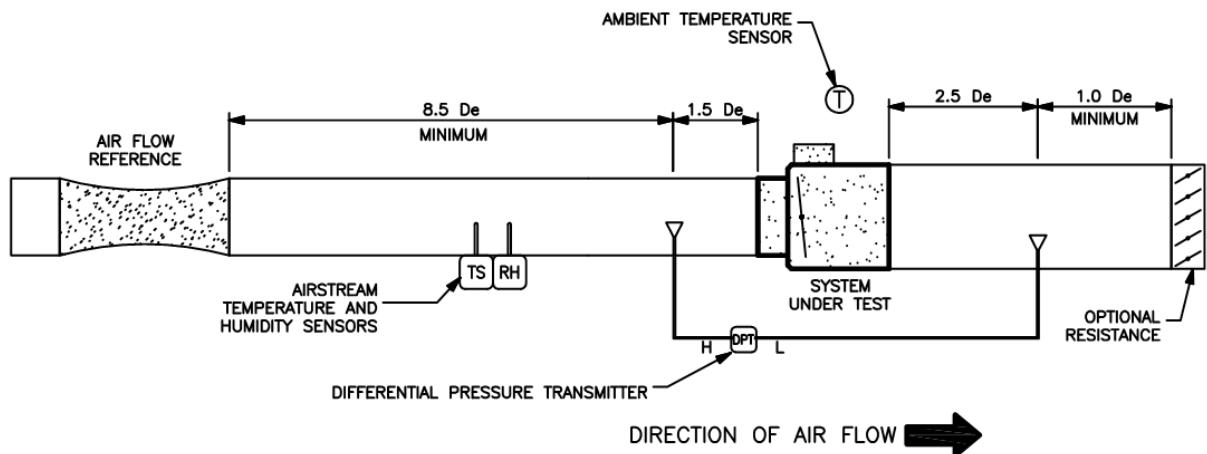 AMBIENT TEMPERATURE
SENSOR
T
8.5 De
MINIMUM
1.5 De
2.5 De
1.0 De
MINIMUM
AIR FLOW
REFERENCE
TS
RH
AIRSTREAM
TEMPERATURE AND
HUMIDITY SENSORS
SYSTEM
UNDER TEST
OPTIONAL
RESISTANCE
H
DPT
L
DIFFERENTIAL PRESSURE TRANSMITTER
DIRECTION OF AIR FLOW